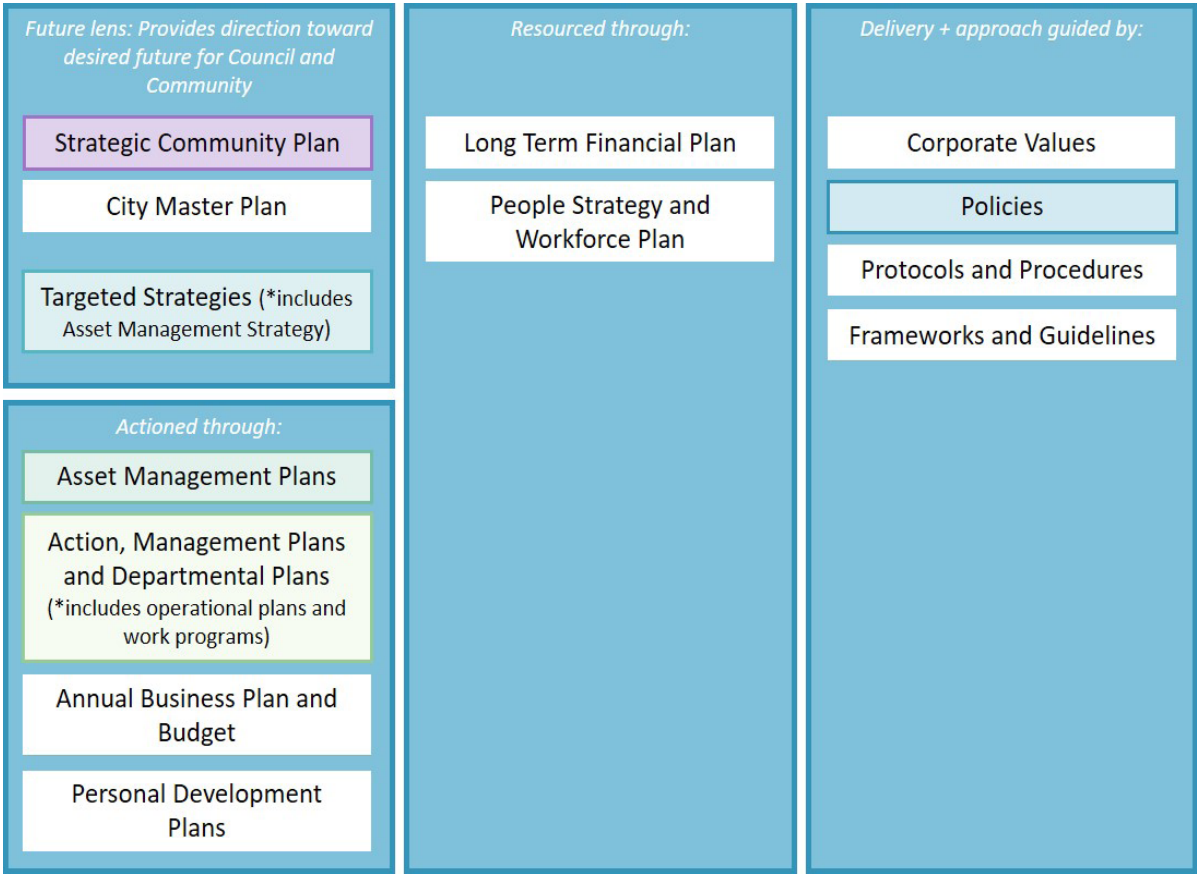 Future lens: Provides direction toward
desired future for Council and
Community
Strategic Community Plan
City Master Plan
Targeted Strategies (*includes
Asset Management Strategy)
Actioned through:
Asset Management Plans
Action, Management Plans
and Departmental Plans
(*includes operational plans and
work programs)
Annual Business Plan and
Budget
Personal Development
Plans
Resourced through:
Long Term Financial Plan
People Strategy and
Workforce Plan
Delivery + approach guided by:
Corporate Values
Policies
Protocols and Procedures
Frameworks and Guidelines